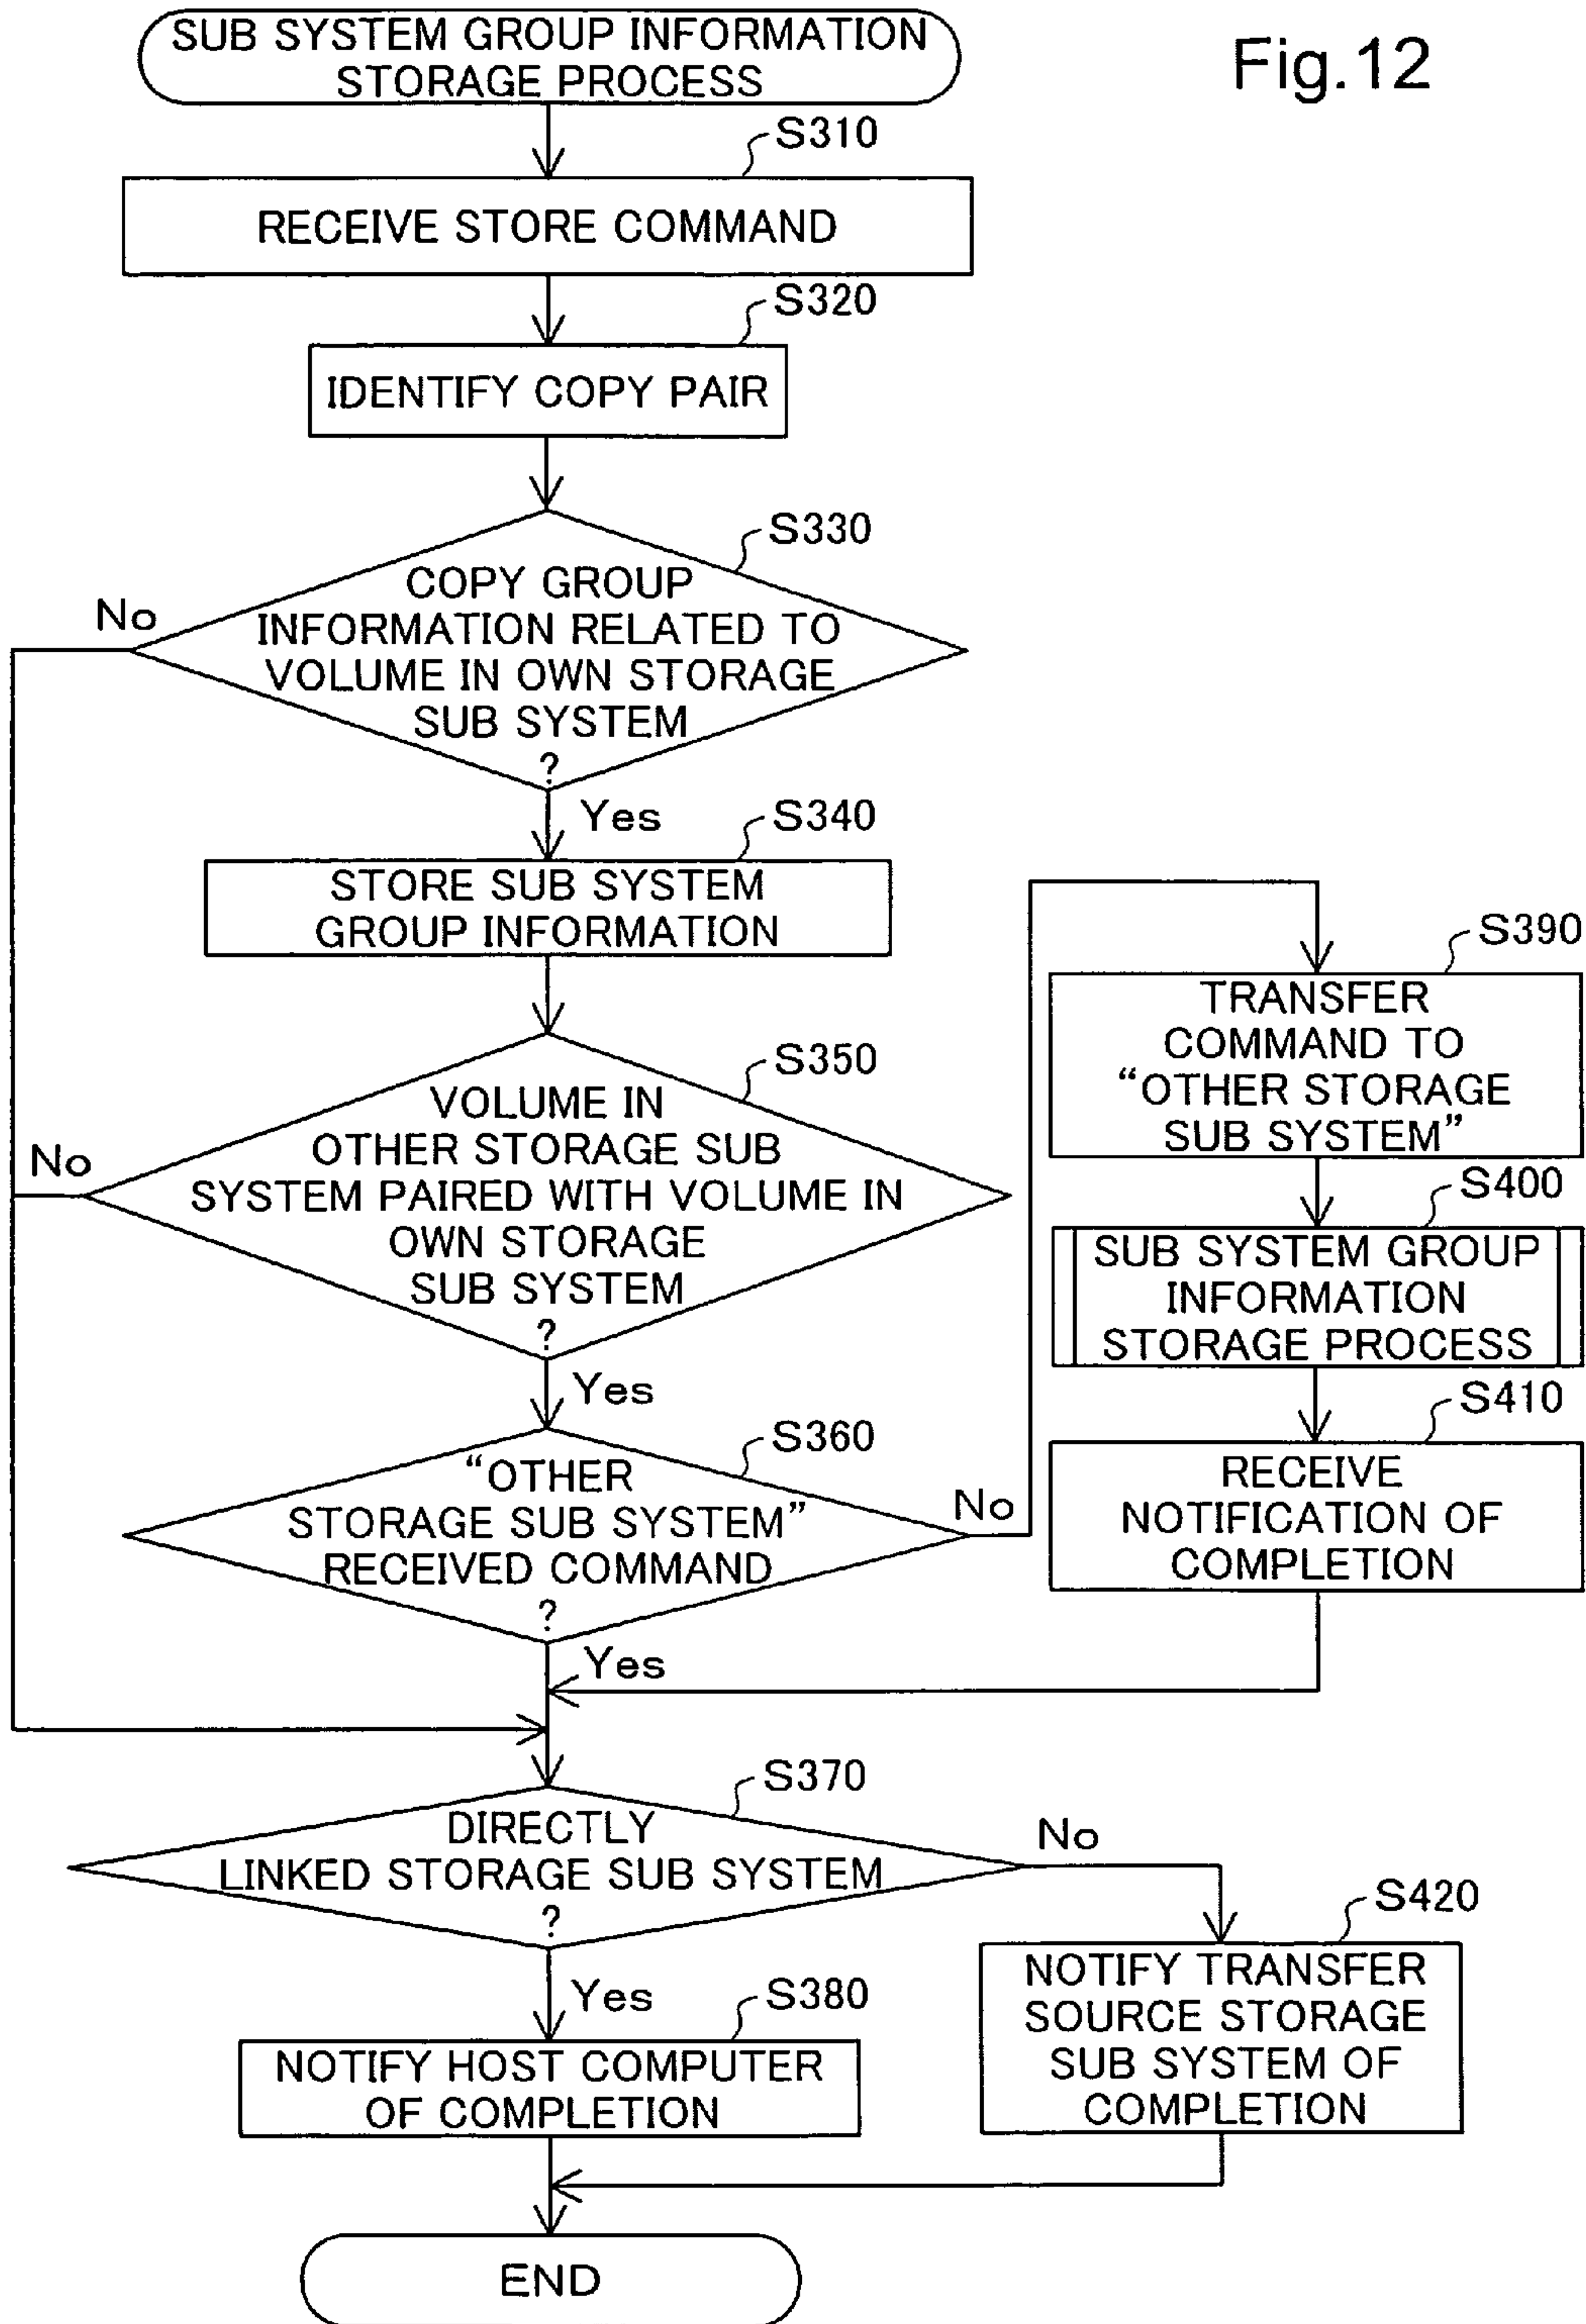 SUB SYSTEM GROUP INFORMATION
STORAGE PROCESS
Fig.12
S310
RECEIVE STORE COMMAND
S320
IDENTIFY COPY PAIR
S330
COPY GROUP
INFORMATION RELATED TO
VOLUME IN OWN STORAGE
SUB SYSTEM
?
No
Yes
S340
STORE SUB SYSTEM
GROUP INFORMATION
S350
VOLUME IN
OTHER STORAGE SUB
SYSTEM PAIRED WITH VOLUME IN
OWN STORAGE
SUB SYSTEM
?
No
Yes
S360
“OTHER
STORAGE SUB SYSTEM”
RECEIVED COMMAND
?
No
Yes
S390
TRANSFER
COMMAND TO
“OTHER STORAGE
SUB SYSTEM”
S400
SUB SYSTEM GROUP
INFORMATION
STORAGE PROCESS
S410
RECEIVE
NOTIFICATION OF
COMPLETION
S370
DIRECTLY
LINKED STORAGE SUB SYSTEM
?
No
Yes
S380
NOTIFY HOST COMPUTER
OF COMPLETION
S420
NOTIFY TRANSFER
SOURCE STORAGE
SUB SYSTEM OF
COMPLETION
END